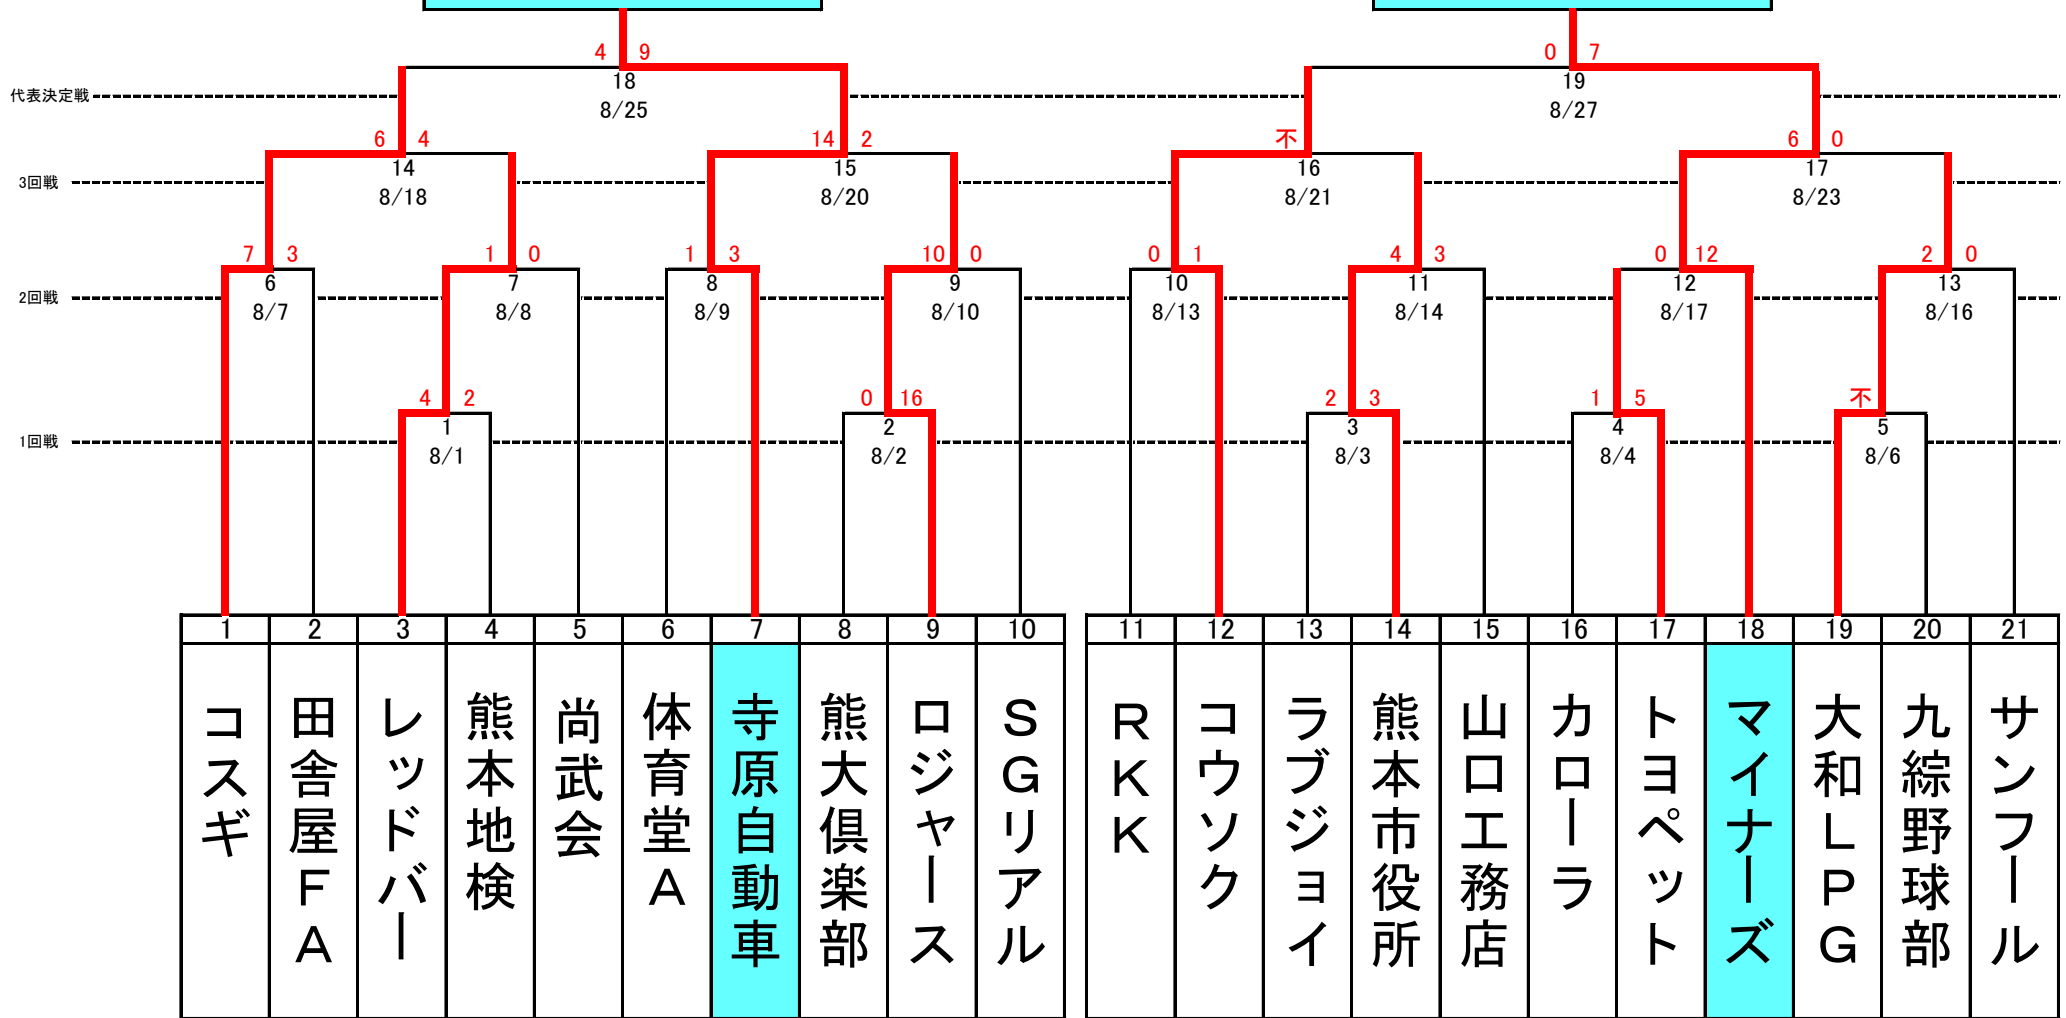 4 9 0 7
18 19
代表決定戦
8/25 8/27
6 4 14 2 不 6 0
14 15 16 17
3回戦
8/18 8/20 8/21 8/23
7 3 1 0 1 3 10 0 0 1 4 3 0 12 2 0
6 7 8 9 10 11 12 13
2回戦
8/7 8/8 8/9 8/10 8/13 8/14 8/17 8/16
4 2 0 16 2 3 1 5 不
1 2 3 4 5
1回戦
8/1 8/2 8/3 8/4 8/6
1 2 3 4 5 6 7 8 9 10 11 12 13 14 15 16 17 18 19 20 21
コスギ
田舎屋FA
レッドバー
熊本地検
尚武会
体育堂A
寺原自動車
熊大倶楽部
ロジャース
SGリアル
RKK
コウソク
ラブジョイ
熊本市役所
山口工務店
カローラ
トヨペット
マイナーズ
大和LPG
九綜野球部
サンフール